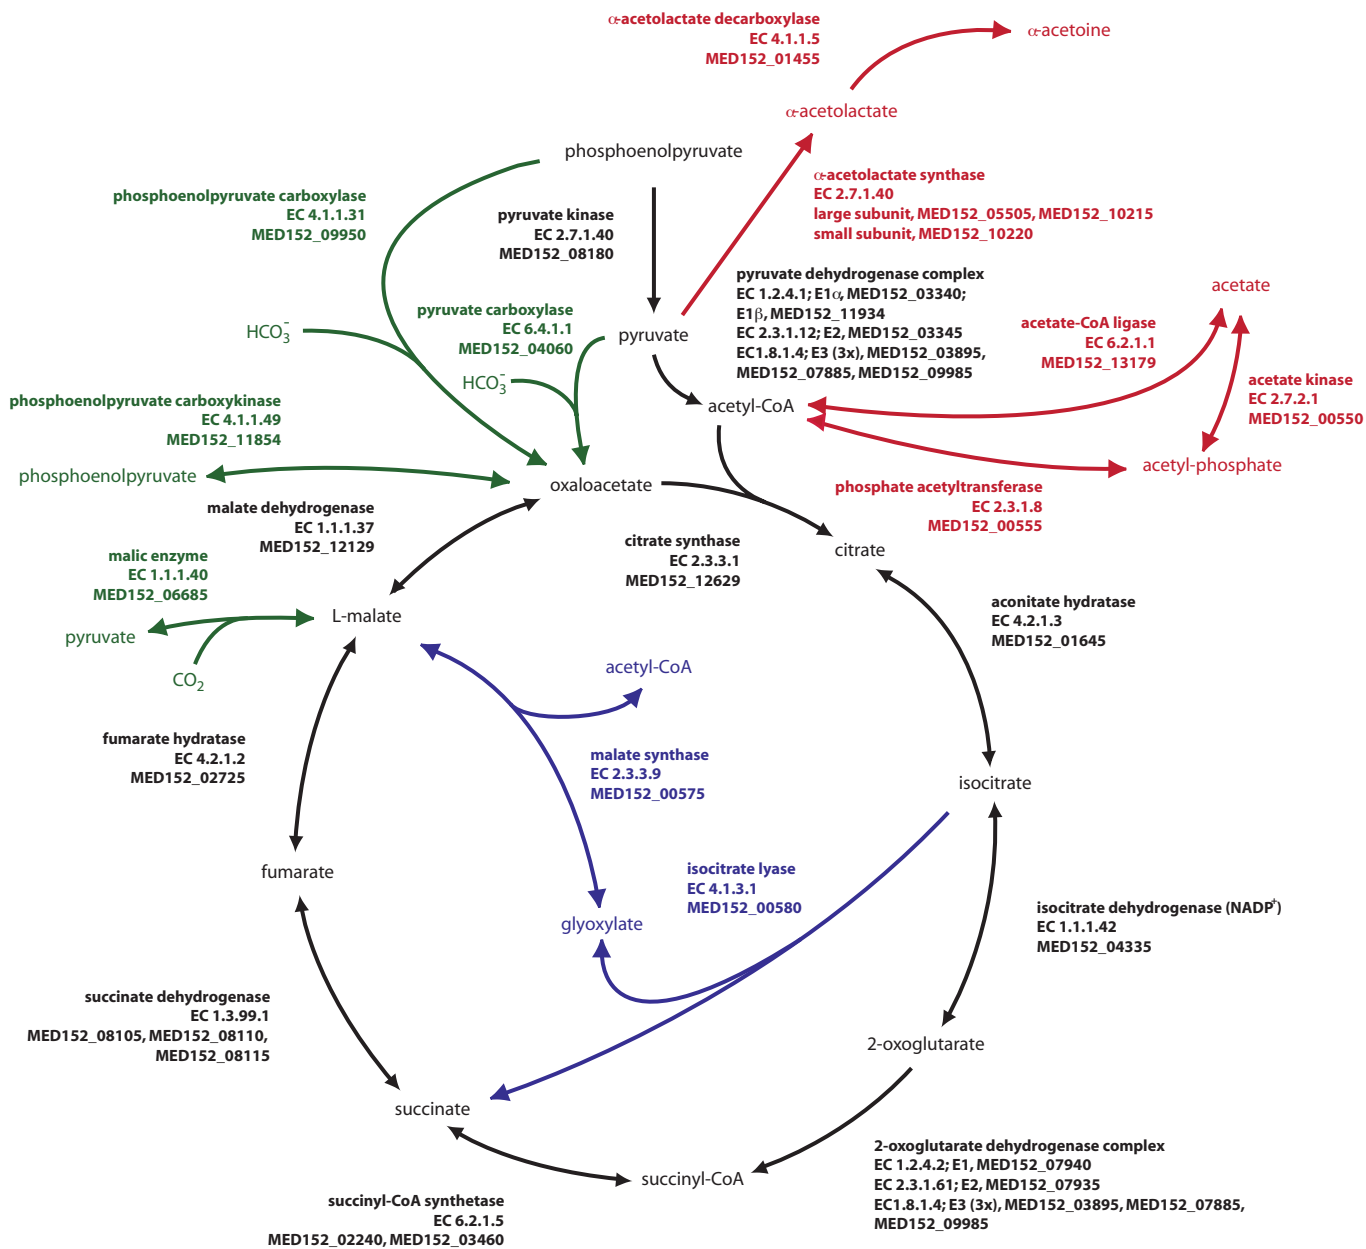 α-acetolactate decarboxylase
EC 4.1.1.5
MED152_01455
α-acetoine
α-acetolactate
phosphoenolpyruvate
α-acetolactate synthase
EC 2.7.1.40
large subunit, MED152_05505, MED152_10215
small subunit, MED152_10220
phosphoenolpyruvate carboxylase
EC 4.1.1.31
MED152_09950
pyruvate kinase
EC 2.7.1.40
MED152_08180
pyruvate dehydrogenase complex
EC 1.2.4.1; E1α, MED152_03340;
E1β, MED152_11934
EC 2.3.1.12; E2, MED152_03345
EC1.8.1.4; E3 (3x), MED152_03895,
MED152_07885, MED152_09985
acetate
pyruvate carboxylase
EC 6.4.1.1
MED152_04060
HCO₃⁻
pyruvate
acetate-CoA ligase
EC 6.2.1.1
MED152_13179
HCO₃⁻
acetyl-CoA
acetate kinase
EC 2.7.2.1
MED152_00550
phosphoenolpyruvate carboxykinase
EC 4.1.1.49
MED152_11854
phosphoenolpyruvate
oxaloacetate
acetyl-phosphate
phosphate acetyltransferase
EC 2.3.1.8
MED152_00555
malate dehydrogenase
EC 1.1.1.37
MED152_12129
citrate synthase
EC 2.3.3.1
MED152_12629
citrate
malic enzyme
EC 1.1.1.40
MED152_06685
L-malate
pyruvate
CO₂
aconitate hydratase
EC 4.2.1.3
MED152_01645
acetyl-CoA
fumarate hydratase
EC 4.2.1.2
MED152_02725
malate synthase
EC 2.3.3.9
MED152_00575
isocitrate
fumarate
isocitrate lyase
EC 4.1.3.1
MED152_00580
glyoxylate
isocitrate dehydrogenase (NADP⁺)
EC 1.1.1.42
MED152_04335
succinate dehydrogenase
EC 1.3.99.1
MED152_08105, MED152_08110,
MED152_08115
2-oxoglutarate
succinate
2-oxoglutarate dehydrogenase complex
EC 1.2.4.2; E1, MED152_07940
EC 2.3.1.61; E2, MED152_07935
EC1.8.1.4; E3 (3x), MED152_03895, MED152_07885,
MED152_09985
succinyl-CoA
succinyl-CoA synthetase
EC 6.2.1.5
MED152_02240, MED152_03460